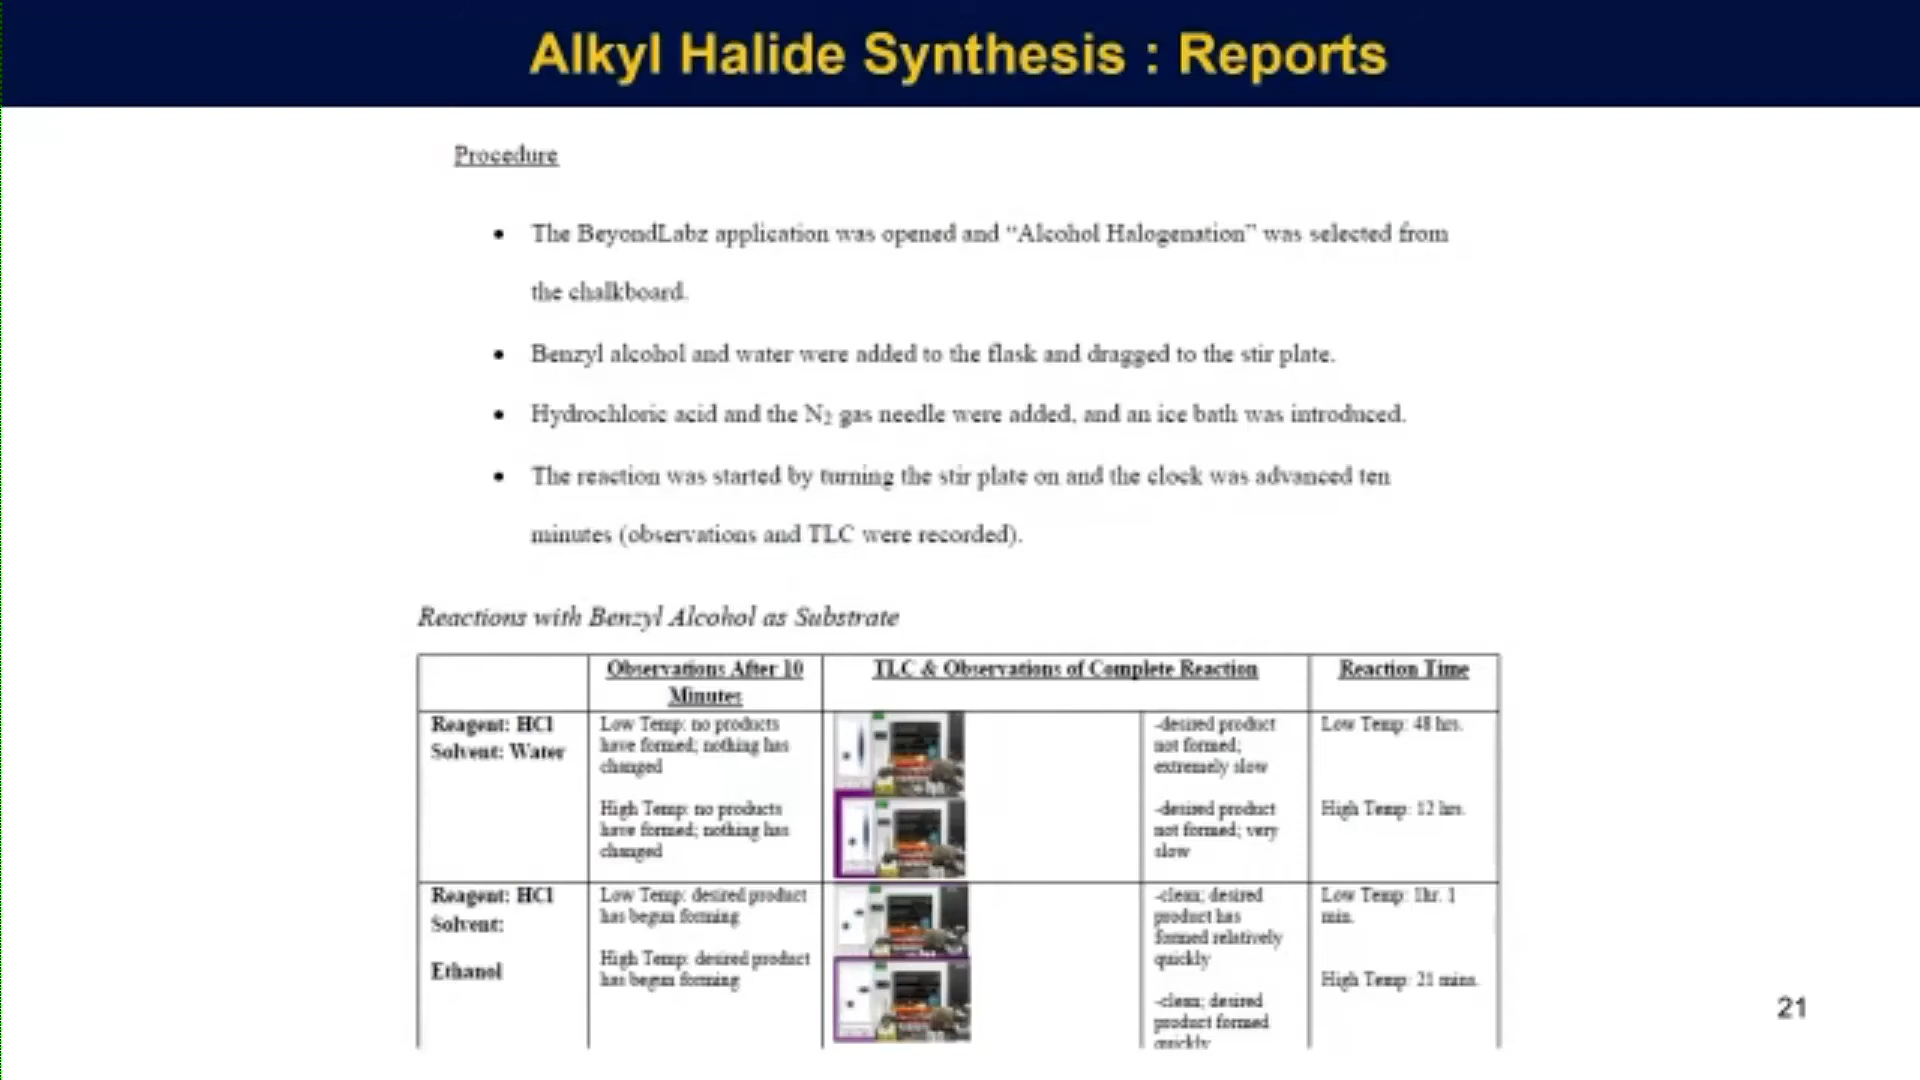 Alkyl Halide Synthesis : Reports
Procedure
• The BeyondLabz application was opened and “Alcohol Halogenation” was selected from
the chalkboard.
• Benzyl alcohol and water were added to the flask and dragged to the stir plate.
• Hydrochloric acid and the N₂ gas needle were added, and an ice bath was introduced.
• The reaction was started by turning the stir plate on and the clock was advanced ten
minutes (observations and TLC were recorded).
Reactions with Benzyl Alcohol as Substrate
Observations After 10
Minutes
TLC & Observations of Complete Reaction
Reaction Time
Reagent: HCl
Solvent: Water
Low Temp: no products
have formed; nothing has
changed
High Temp: no products
have formed; nothing has
changed
-desired product
not formed;
extremely slow
-desired product
not formed; very
slow
Low Temp: 48 hrs.
High Temp: 12 hrs.
Reagent: HCl
Solvent:
Ethanol
Low Temp: desired product
has begun forming
High Temp: desired product
has begun forming
-clean; desired
product has
formed relatively
quickly
-clean; desired
product formed
quickly
Low Temp: 1hr. 1
min.
High Temp: 21 mins.
21